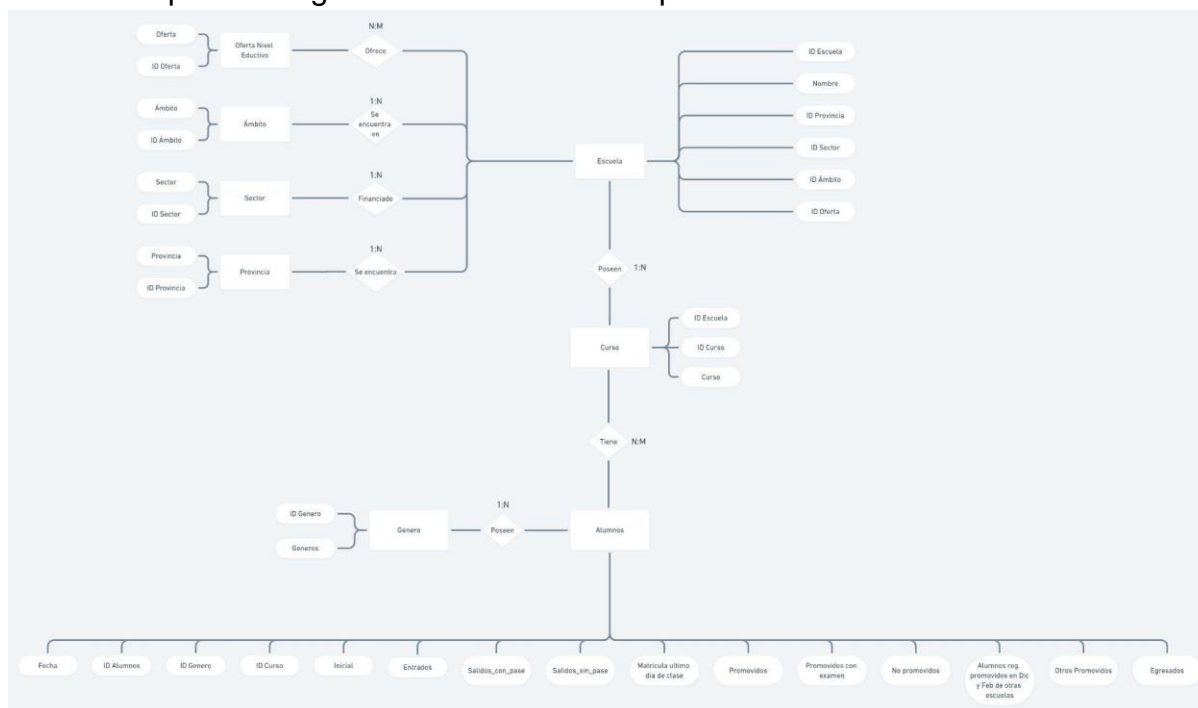 Oferta
ID Oferta
Oferta Nivel
Eductivo
N:M
Ofrece
Ámbito
ID Ámbito
Ámbito
1:N
Se
encuentra
en
Sector
ID Sector
Sector
1:N
Financiado
Provincia
ID Provincia
Provincia
1:N
Se encuentra
Escuela
ID Escuela
Nombre
ID Provincia
ID Sector
ID Ámbito
ID Oferta
Poseen
1:N
Curso
ID Escuela
ID Curso
Curso
Tiene
N:M
ID Genero
Generos
Genero
1:N
Poseen
Alumnos
Fecha
ID Alumnos
ID Genero
ID Curso
Inicial
Entrados
Salidos_con_pase
Salidos_sin_pase
Matricula ultimo
dia de clase
Promovidos
Promovidos con
examen
No promovidos
Alumnos reg.
promovidos en Dic
y Feb de otras
escuelas
Otros Promovidos
Egresados